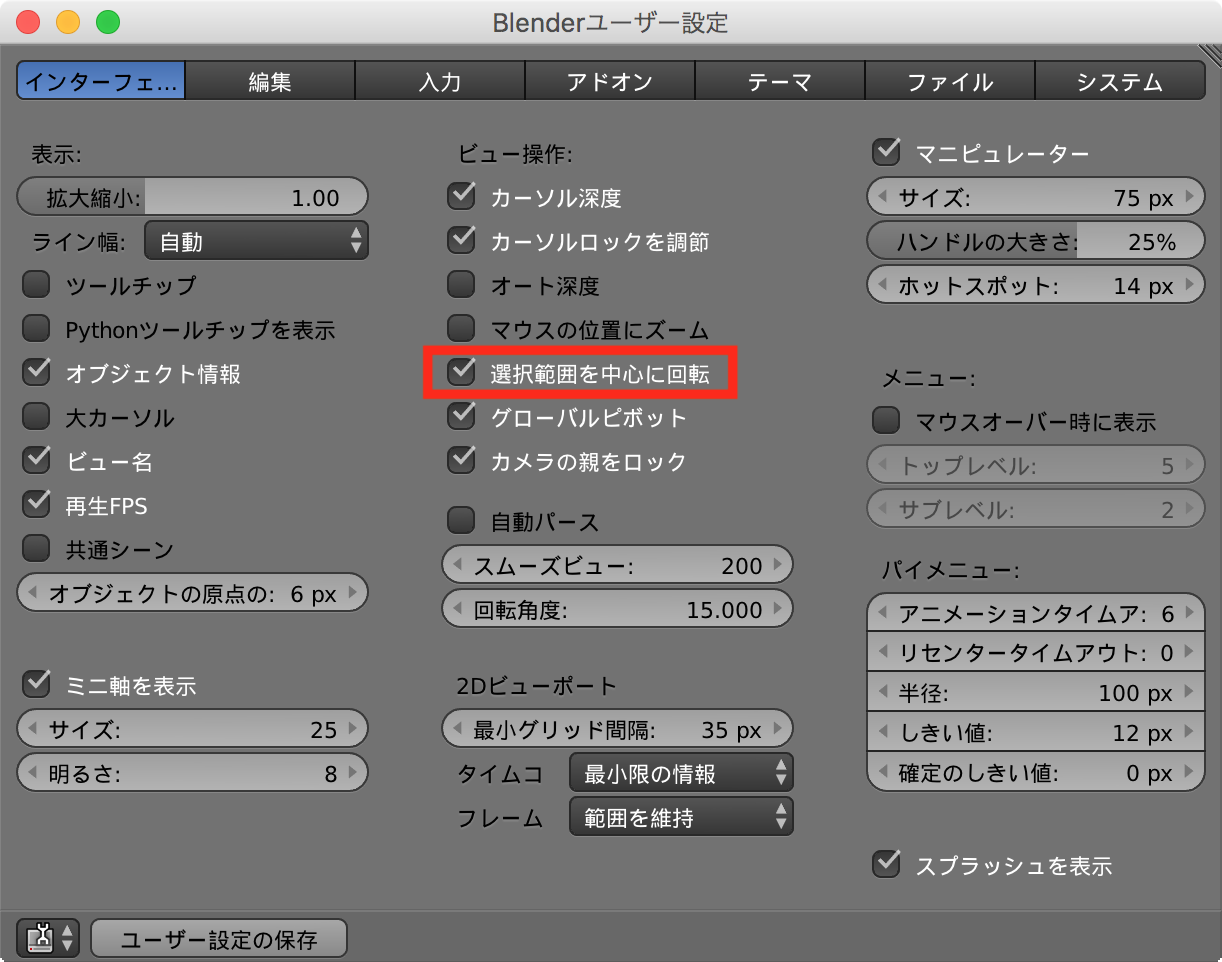 Blenderユーザー設定
インターフェ...
編集
入力
アドオン
テーマ
ファイル
システム
表示:
拡大縮小: 1.00
ライン幅: 自動
ツールチップ
Pythonツールチップを表示
オブジェクト情報
大カーソル
ビュー名
再生FPS
共通シーン
オブジェクトの原点の: 6 px
ミニ軸を表示
サイズ: 25
明るさ: 8
ビュー操作:
カーソル深度
カーソルロックを調節
オート深度
マウスの位置にズーム
選択範囲を中心に回転
グローバルピボット
カメラの親をロック
自動パース
スムーズビュー: 200
回転角度: 15.000
2Dビューポート
最小グリッド間隔: 35 px
タイムコ 最小限の情報
フレーム 範囲を維持
マニピュレーター
サイズ: 75 px
ハンドルの大きさ: 25%
ホットスポット: 14 px
メニュー:
マウスオーバー時に表示
トップレベル: 5
サブレベル: 2
パイメニュー:
アニメーションタイムア: 6
リセンタータイムアウト: 0
半径: 100 px
しきい値: 12 px
確定のしきい値: 0 px
スプラッシュを表示
ユーザー設定の保存